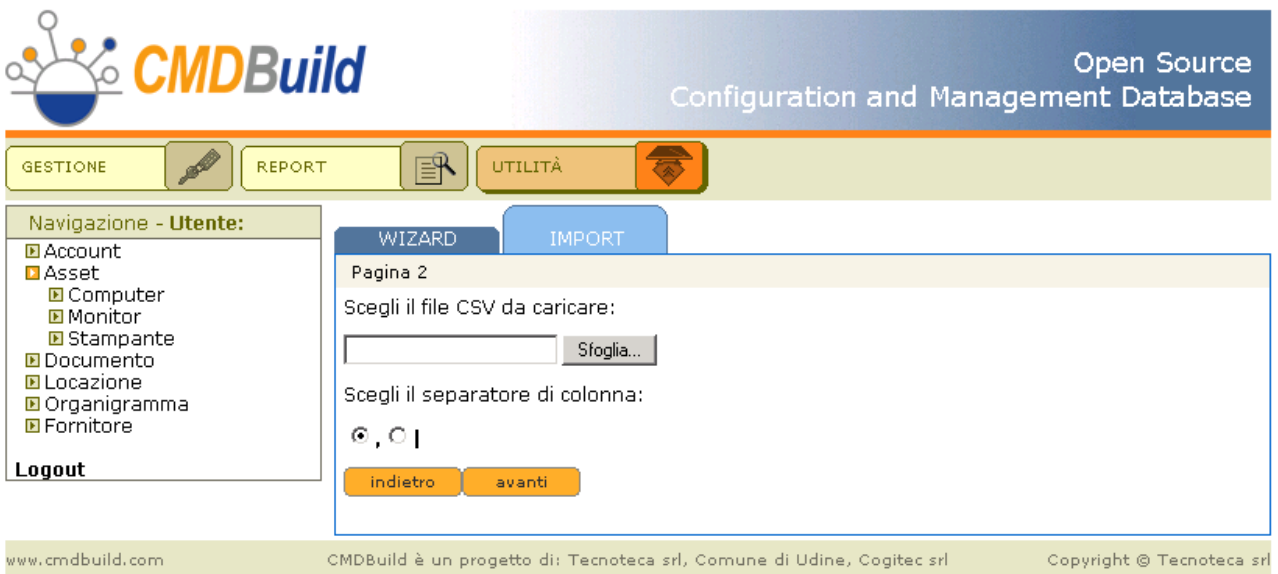 CMDBuild
Open Source
Configuration and Management Database
GESTIONE
REPORT
UTILITÀ
Navigazione - Utente:
Account
Asset
Computer
Monitor
Stampante
Documento
Locazione
Organigramma
Fornitore
Logout
WIZARD
IMPORT
Pagina 2
Scegli il file CSV da caricare:
Sfoglia...
Scegli il separatore di colonna:
, |
indietro
avanti
www.cmdbuild.com
CMDBuild è un progetto di: Tecnoteca srl, Comune di Udine, Cogitec srl
Copyright © Tecnoteca srl